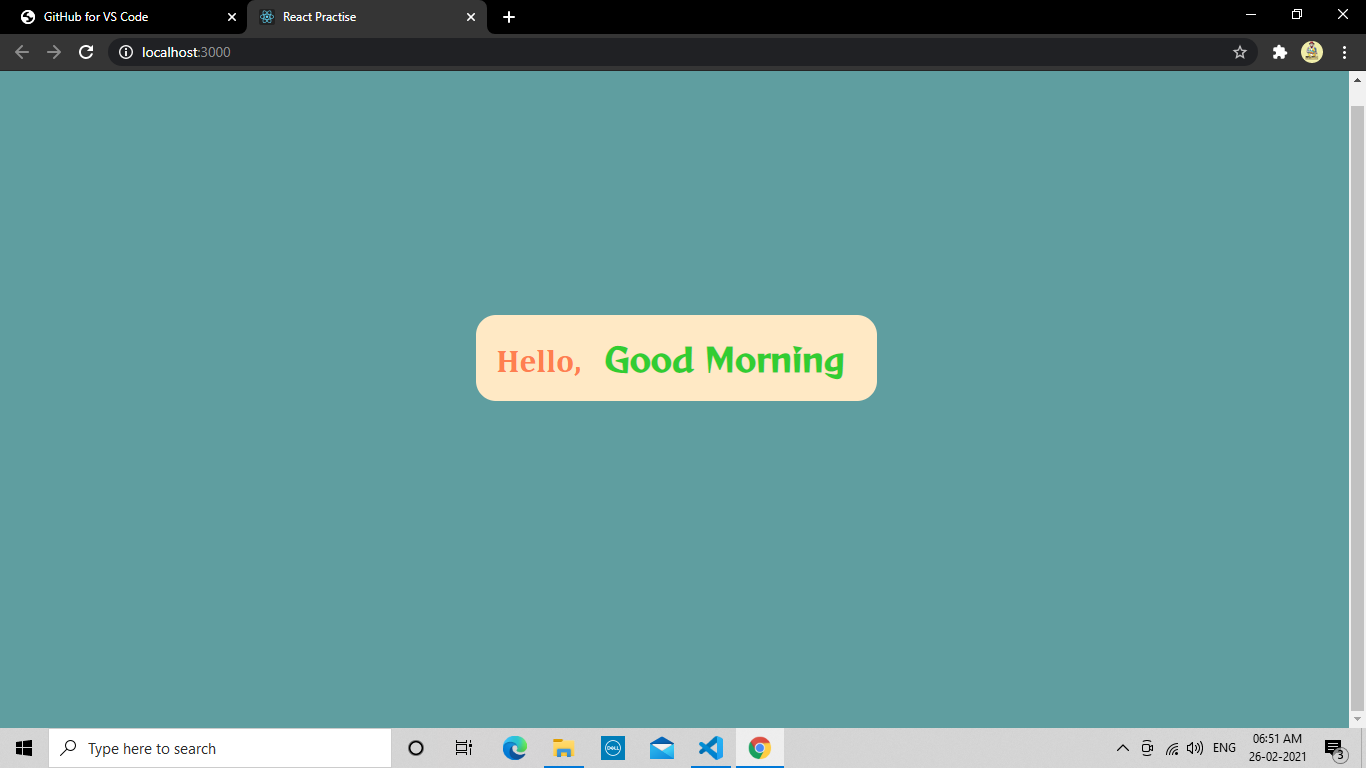 GitHub for VS Code
React Practise
localhost:3000
Hello, Good Morning
Type here to search
DELL
ENG
06:51 AM
26-02-2021
3